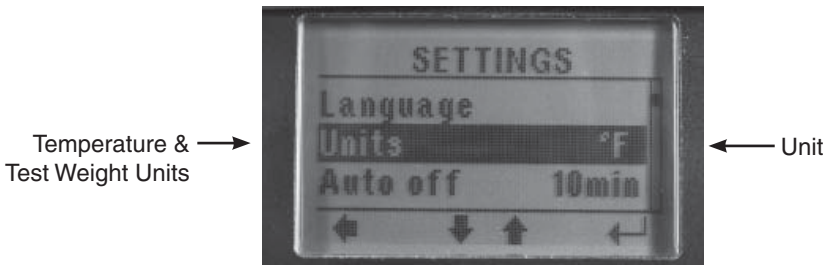 SETTINGS
Language
Temperature &
Test Weight Units
Units °F
Unit
Auto off 10min